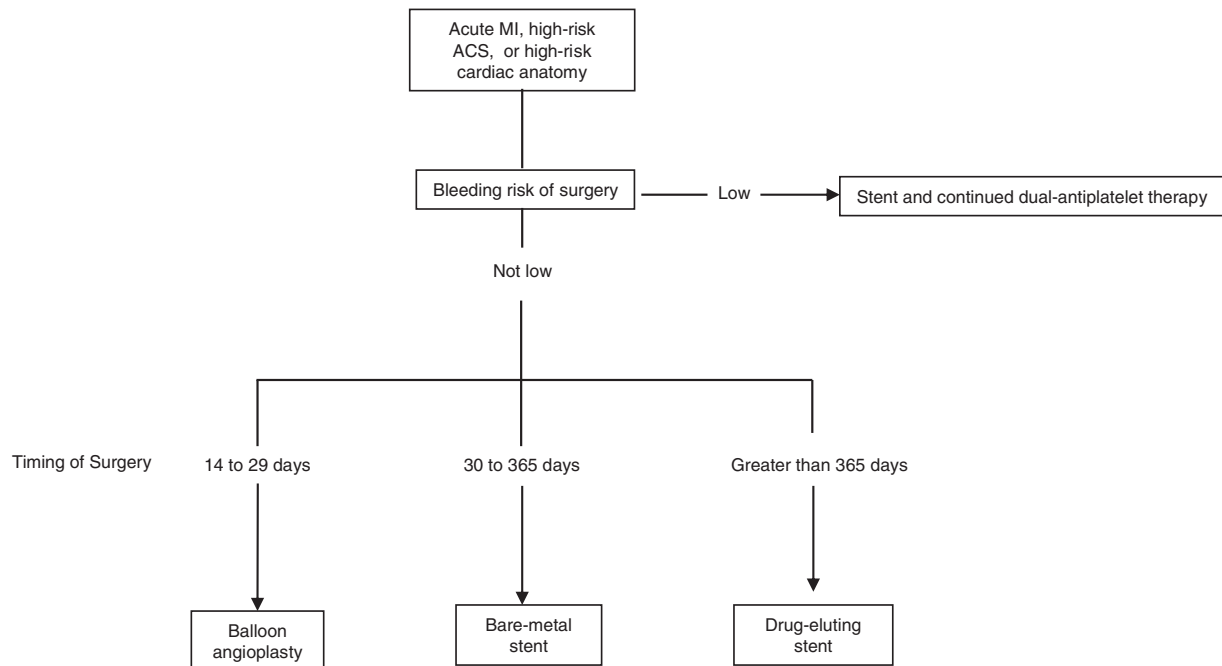 Acute MI, high-risk
ACS, or high-risk
cardiac anatomy
Bleeding risk of surgery
Low
Stent and continued dual-antiplatelet therapy
Not low
Timing of Surgery
14 to 29 days
30 to 365 days
Greater than 365 days
Balloon
angioplasty
Bare-metal
stent
Drug-eluting
stent